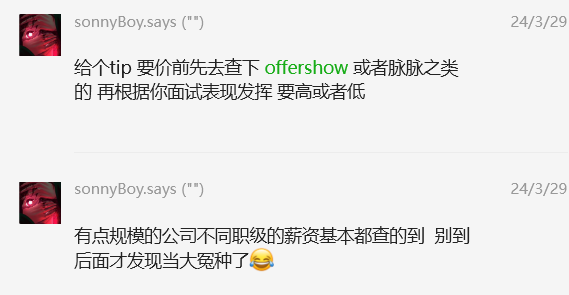 sonnyBoy.says ("") 24/3/29
给个tip 要价前先去查下 offershow 或者脉脉之类
的 再根据你面试表现发挥 要高或者低
sonnyBoy.says ("") 24/3/29
有点规模的公司不同职级的薪资基本都查的到  别到
后面才发现当大冤种了😂